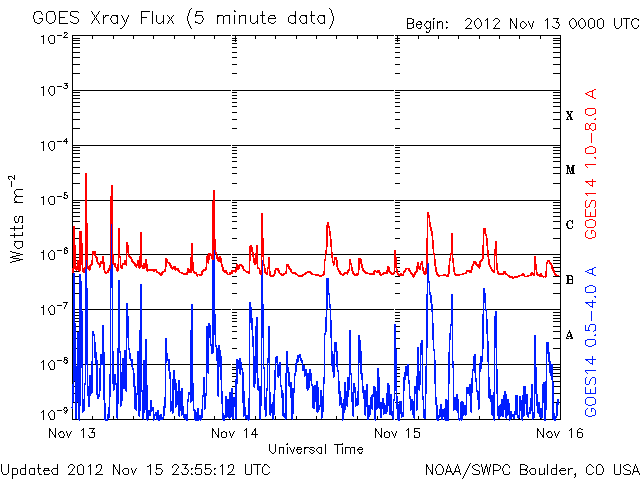 GOES Xray Flux (5 minute data)
Begin: 2012 Nov 13 0000 UTC
10⁻²
10⁻³
10⁻⁴
10⁻⁵
10⁻⁶
10⁻⁷
10⁻⁸
10⁻⁹
Watts m⁻²
X
M
C
B
A
GOES14 1.0-8.0 A
GOES14 0.5-4.0 A
Nov 13
Nov 14
Nov 15
Nov 16
Universal Time
Updated 2012 Nov 15 23:55:12 UTC
NOAA/SWPC Boulder, CO USA